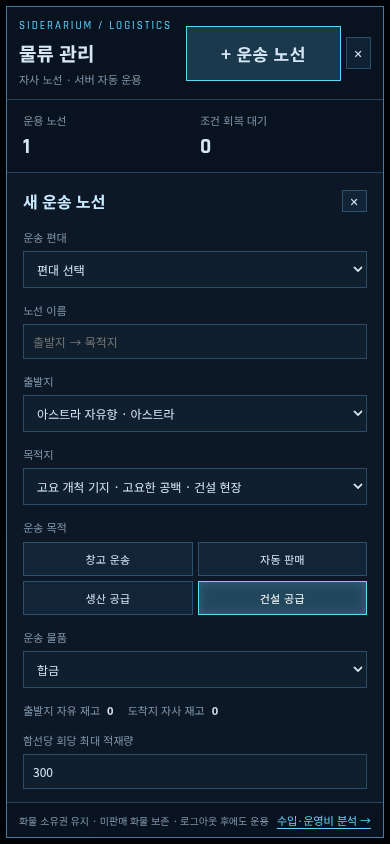 SIDERARIUM / LOGISTICS
물류 관리
자사 노선 · 서버 자동 운용
+ 운송 노선
×
운용 노선
1
조건 회복 대기
0
새 운송 노선
×
운송 편대
편대 선택
노선 이름
출발지 → 목적지
출발지
아스트라 자유항 · 아스트라
목적지
고요 개척 기지 · 고요한 공백 · 건설 현장
운송 목적
창고 운송
자동 판매
생산 공급
건설 공급
운송 물품
합금
출발지 자유 재고 0 도착지 자사 재고 0
함선당 회당 최대 적재량
300
화물 소유권 유지 · 미판매 화물 보존 · 로그아웃 후에도 운용 수입·운영비 분석 →